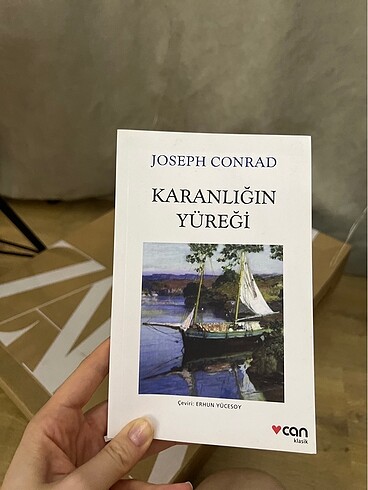 JOSEPH CONRAD
KARANLIĞIN
YÜREĞİ
Çeviri: ERHUN YÜCESOY
can
klasik